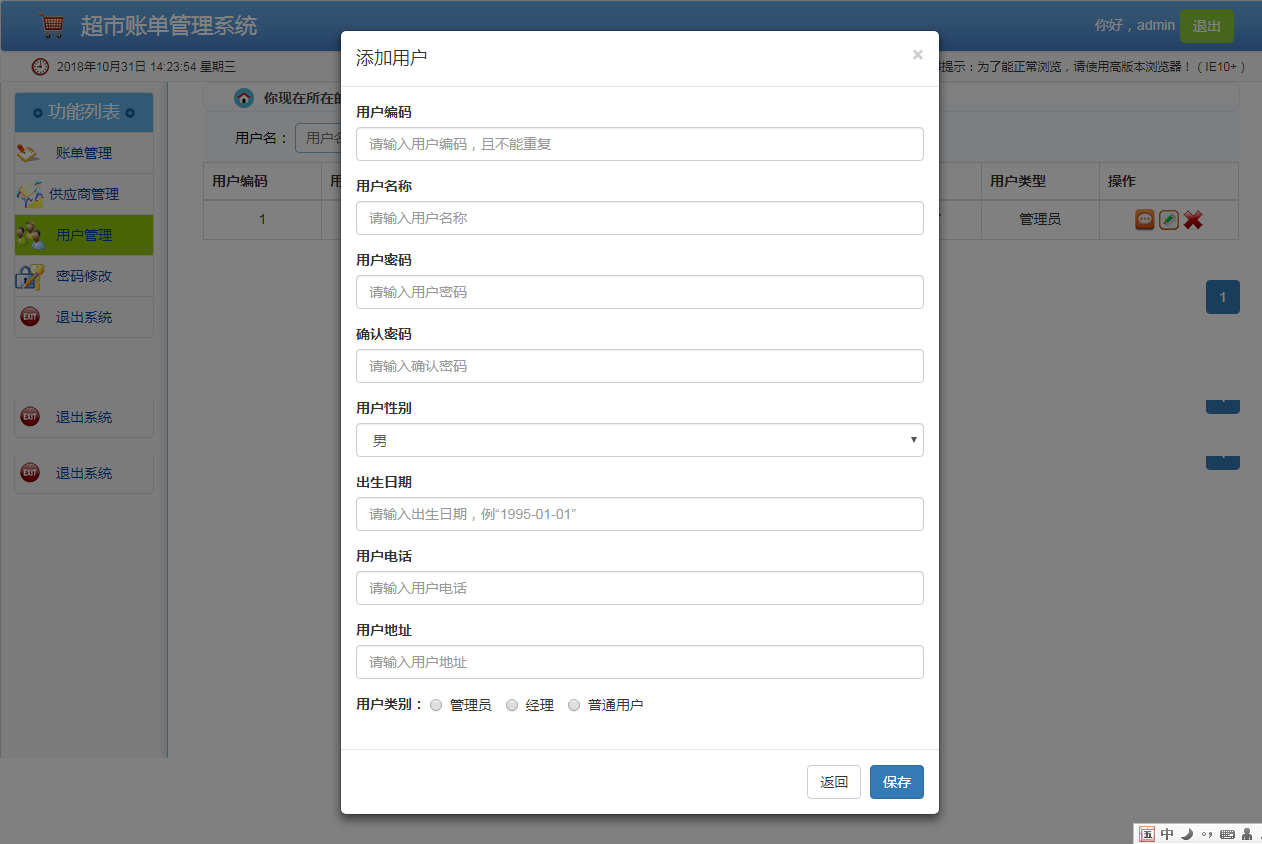 超市账单管理系统
你好，admin 退出
2018年10月31日 14:23:54 星期三
提示：为了能正常浏览，请使用高版本浏览器！（IE10+）
功能列表
账单管理
供应商管理
用户管理
密码修改
EXIT 退出系统
EXIT 退出系统
EXIT 退出系统
你现在所在的
用户名： 用户名
用户编码 用户类型 操作
1 管理员
1
添加用户 ×
用户编码
请输入用户编码，且不能重复
用户名称
请输入用户名称
用户密码
请输入用户密码
确认密码
请输入确认密码
用户性别
男
出生日期
请输入出生日期，例“1995-01-01”
用户电话
请输入用户电话
用户地址
请输入用户地址
用户类别： 管理员 经理 普通用户
返回 保存
五 中